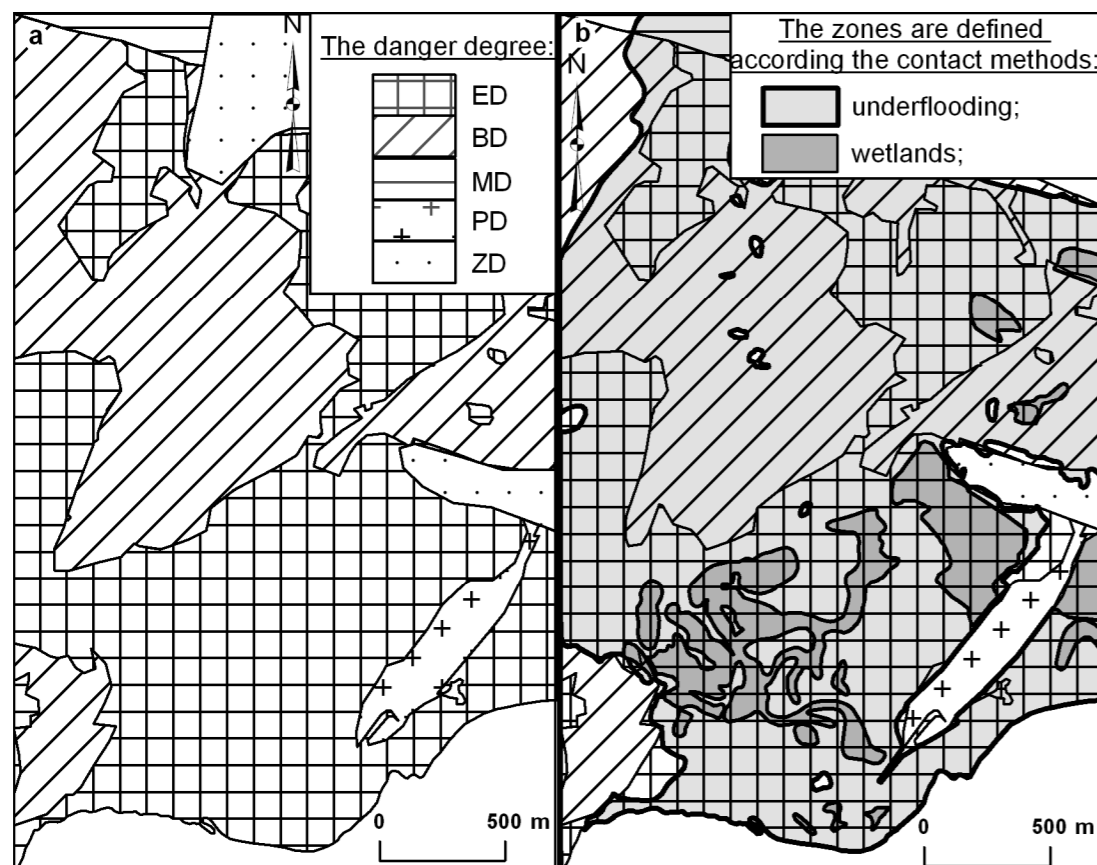 a
N
The danger degree:
ED
BD
MD
PD
ZD
0 500 m
b
N
The zones are defined
according the contact methods:
underflooding;
wetlands;
0 500 m